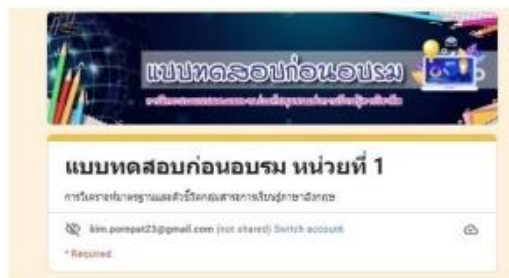 แบบทดสอบก่อนอบรม
แบบทดสอบก่อนอบรม หน่วยที่ 1
การวิเคราะห์มาตรฐานและตัวชี้วัดกลุ่มสาระการเรียนรู้ภาษาอังกฤษ
kim.pornpat23@gmail.com (not shared) Switch account
* Required